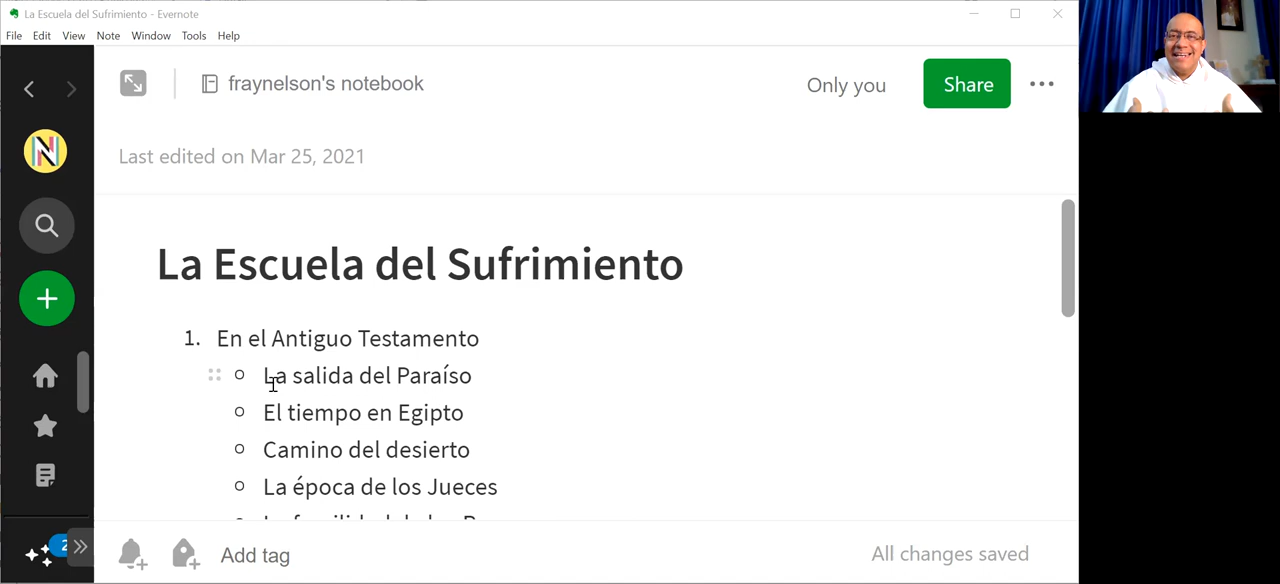 La Escuela del Sufrimiento - Evernote
File Edit View Note Window Tools Help
fraynelson's notebook
Only you
Share
Last edited on Mar 25, 2021
La Escuela del Sufrimiento
1. En el Antiguo Testamento
La salida del Paraíso
El tiempo en Egipto
Camino del desierto
La época de los Jueces
2
Add tag
All changes saved